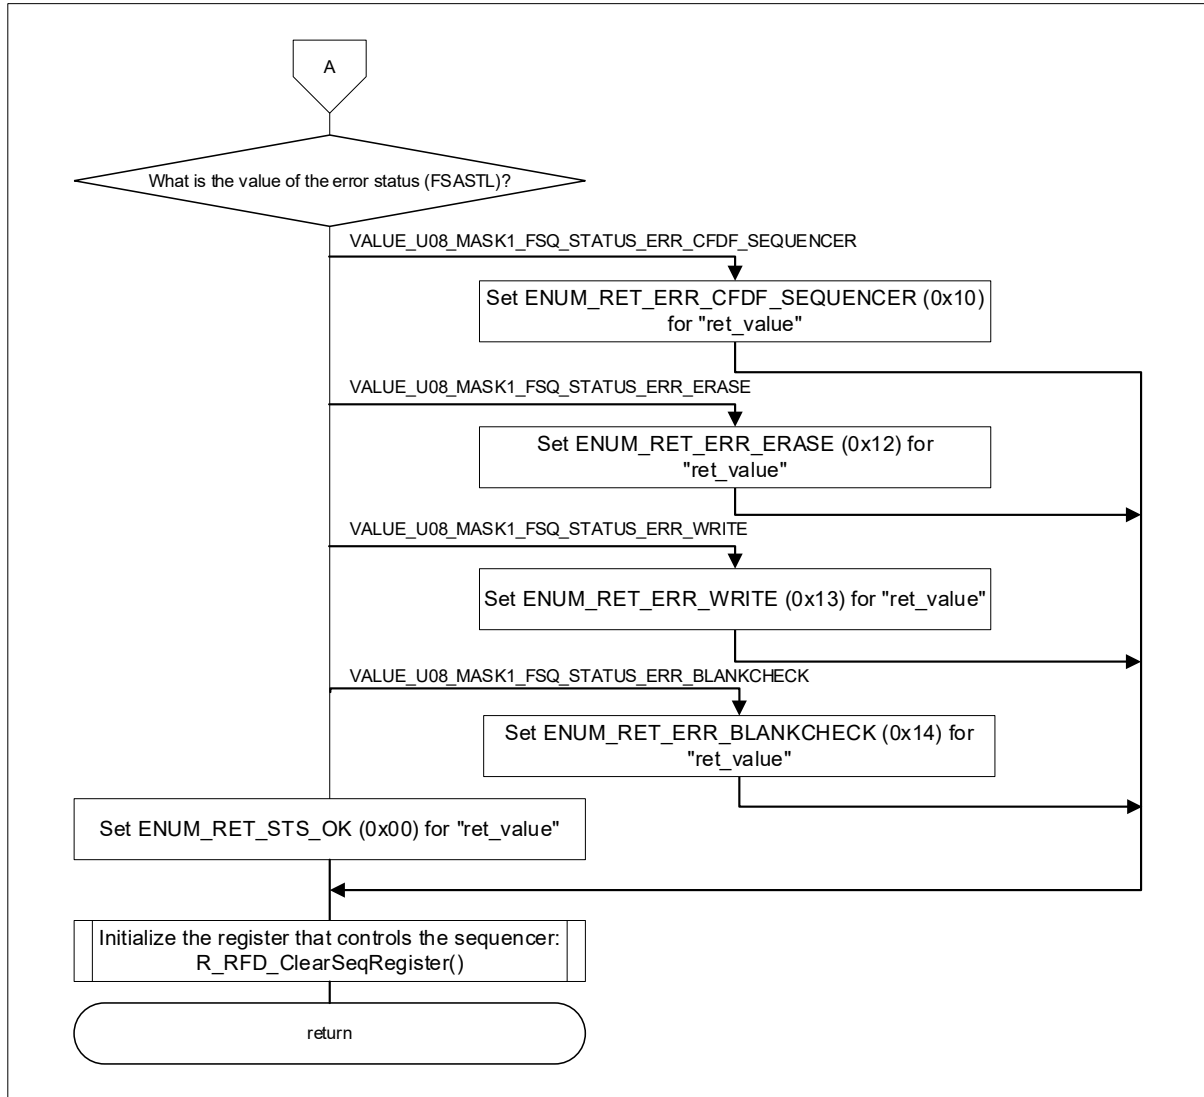 A
What is the value of the error status (FSASTL)?
VALUE_U08_MASK1_FSQ_STATUS_ERR_CFDF_SEQUENCER
Set ENUM_RET_ERR_CFDF_SEQUENCER (0x10)
for "ret_value"
VALUE_U08_MASK1_FSQ_STATUS_ERR_ERASE
Set ENUM_RET_ERR_ERASE (0x12) for
"ret_value"
VALUE_U08_MASK1_FSQ_STATUS_ERR_WRITE
Set ENUM_RET_ERR_WRITE (0x13) for "ret_value"
VALUE_U08_MASK1_FSQ_STATUS_ERR_BLANKCHECK
Set ENUM_RET_ERR_BLANKCHECK (0x14) for
"ret_value"
Set ENUM_RET_STS_OK (0x00) for "ret_value"
Initialize the register that controls the sequencer:
R_RFD_ClearSeqRegister()
return